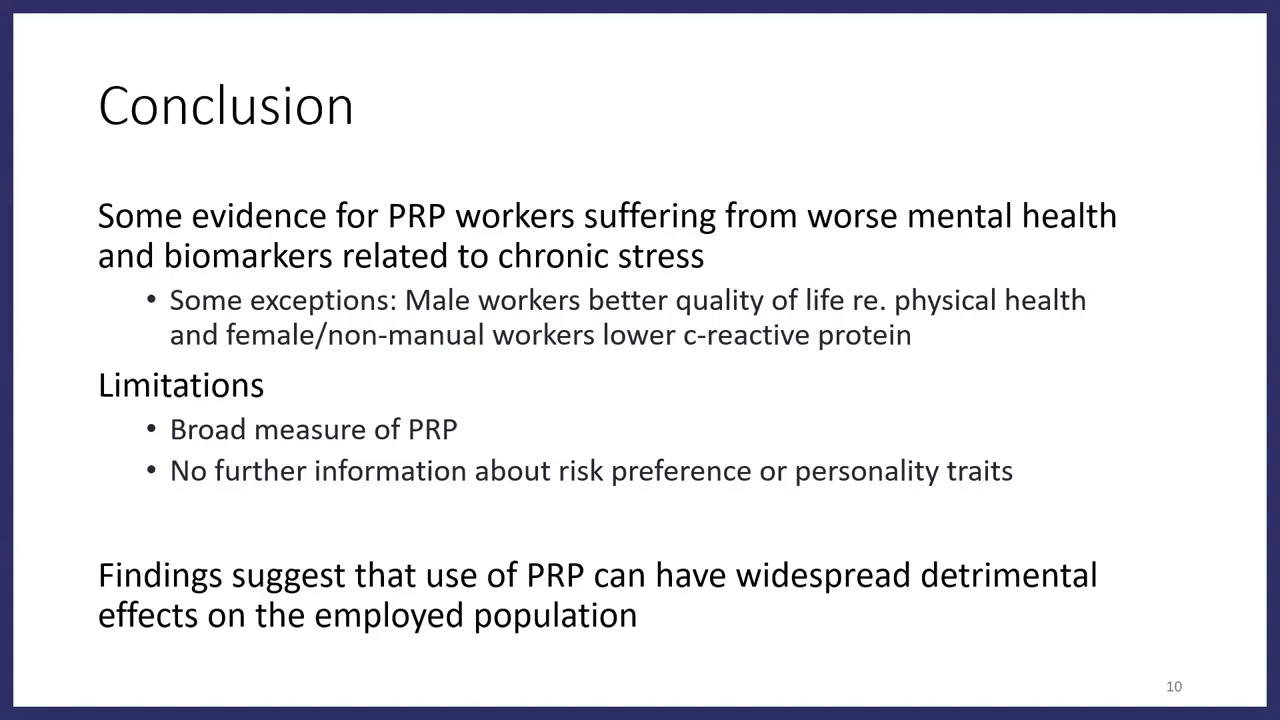 Conclusion
Some evidence for PRP workers suffering from worse mental health
and biomarkers related to chronic stress
• Some exceptions: Male workers better quality of life re. physical health
and female/non-manual workers lower c-reactive protein
Limitations
• Broad measure of PRP
• No further information about risk preference or personality traits
Findings suggest that use of PRP can have widespread detrimental
effects on the employed population
10